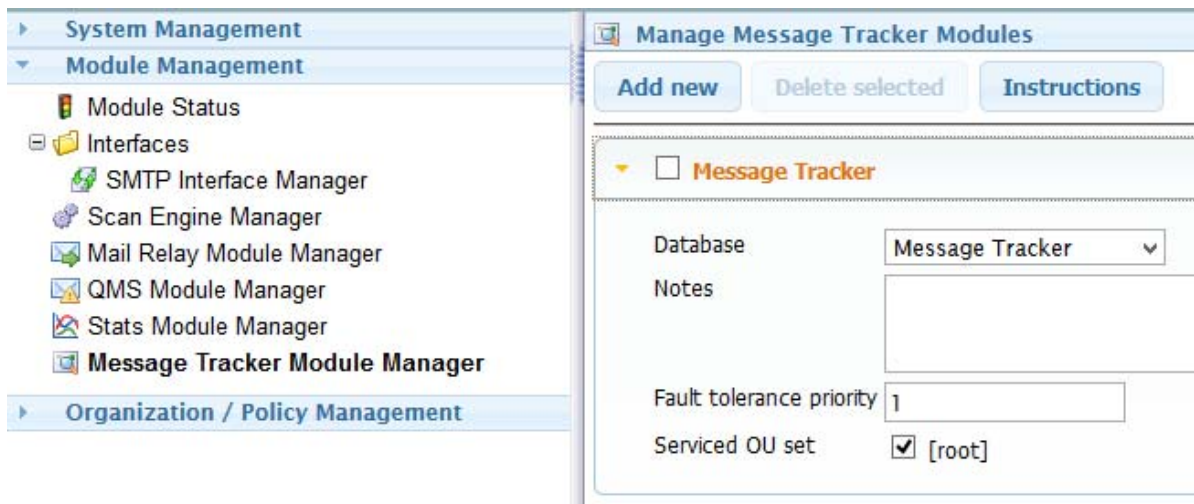 System Management
Module Management
Module Status
Interfaces
SMTP Interface Manager
Scan Engine Manager
Mail Relay Module Manager
QMS Module Manager
Stats Module Manager
Message Tracker Module Manager
Organization / Policy Management
Manage Message Tracker Modules
Add new Delete selected Instructions
Message Tracker
Database Message Tracker
Notes
Fault tolerance priority 1
Serviced OU set [root]